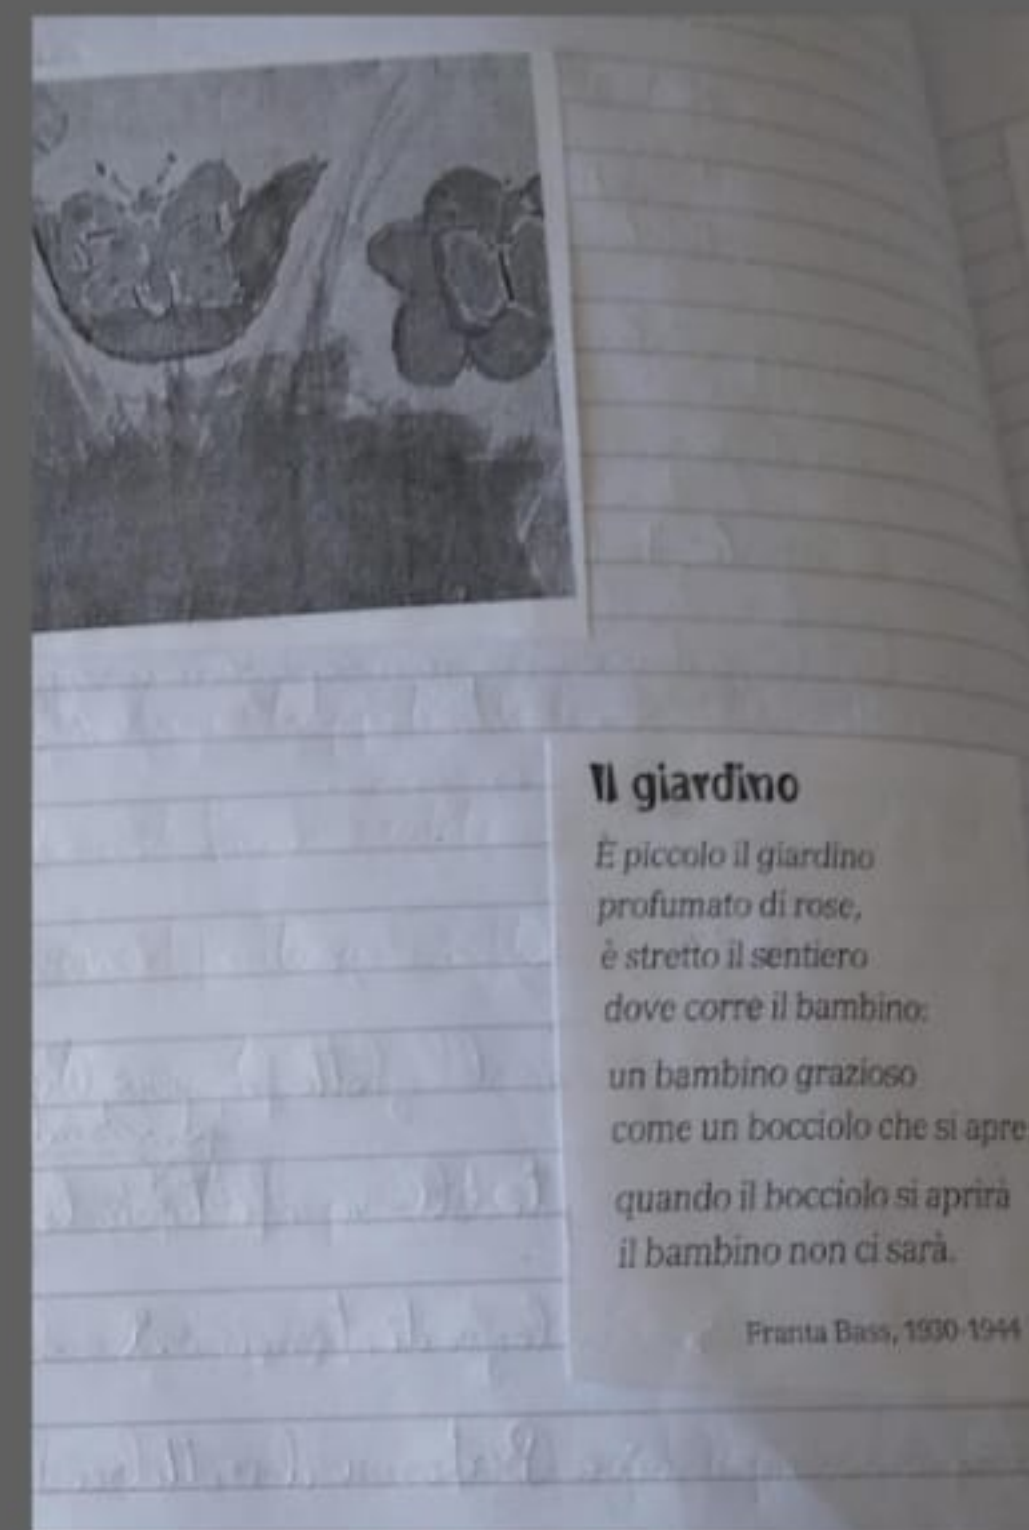 Il giardino
È piccolo il giardino
profumato di rose,
è stretto il sentiero
dove corre il bambino:
un bambino grazioso
come un bocciolo che si apre
quando il bocciolo si aprirà
il bambino non ci sarà.
Franta Bass, 1930-1944